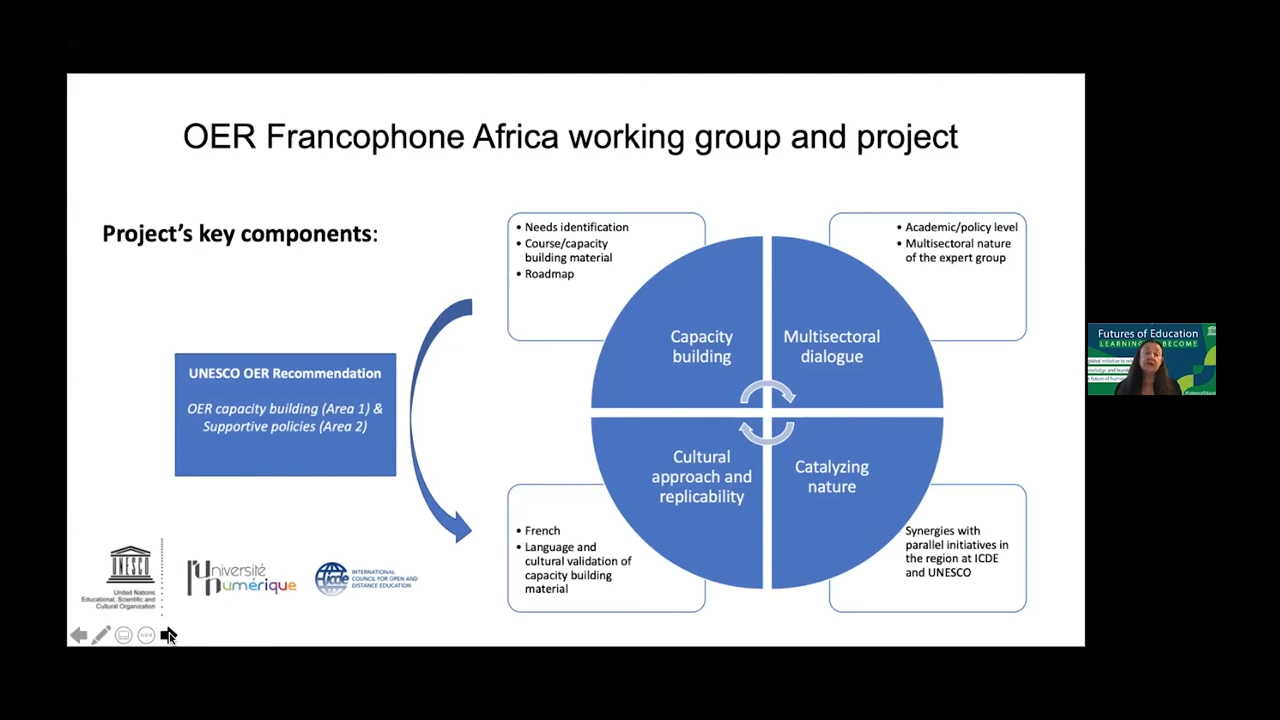 OER Francophone Africa working group and project
Project's key components:
UNESCO OER Recommendation
OER capacity building (Area 1) &
Supportive policies (Area 2)
• Needs identification
• Course/capacity
building material
• Roadmap
• Academic/policy level
• Multisectoral nature
of the expert group
Capacity
building
Multisectoral
dialogue
Cultural
approach and
replicability
Catalyzing
nature
• French
• Language and
cultural validation of
capacity building
material
Synergies with
parallel initiatives in
the region at ICDE
and UNESCO
UNESCO
United Nations
Educational, Scientific and
Cultural Organization
l'Université
Numérique
icde
INTERNATIONAL
COUNCIL FOR OPEN AND
DISTANCE EDUCATION
Futures of Education